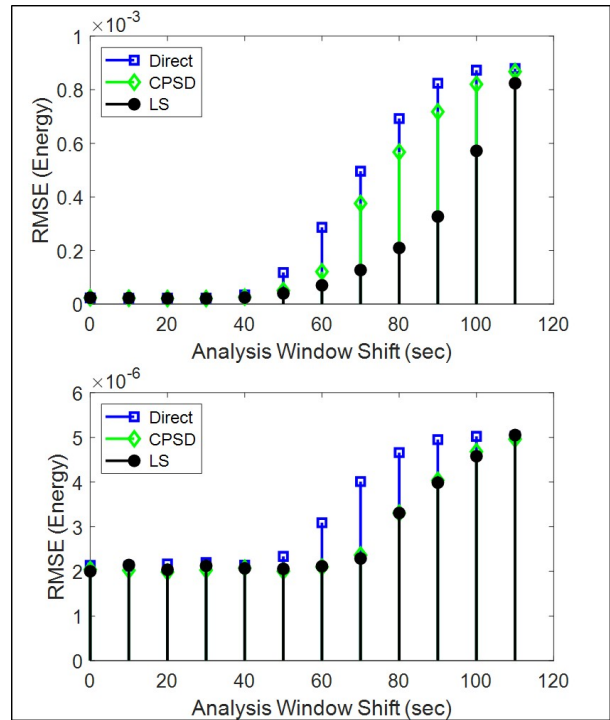 ×10⁻³
1
0.8
0.6
0.4
0.2
0
RMSE (Energy)
Direct
CPSD
LS
0 20 40 60 80 100 120
Analysis Window Shift (sec)
×10⁻⁶
6
5
4
3
2
1
0
RMSE (Energy)
Direct
CPSD
LS
0 20 40 60 80 100 120
Analysis Window Shift (sec)